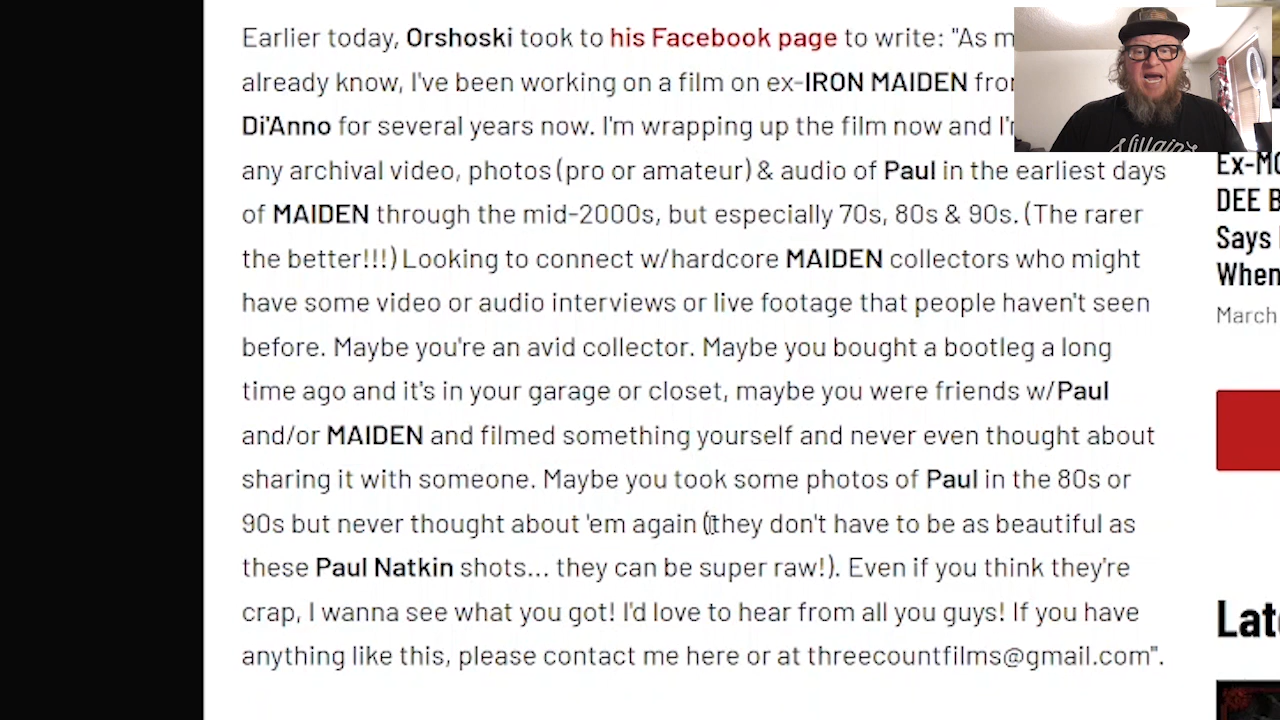 Earlier today, Orshoski took to his Facebook page to write: "As m
already know, I've been working on a film on ex-IRON MAIDEN fro
Di'Anno for several years now. I'm wrapping up the film now and I'
any archival video, photos (pro or amateur) & audio of Paul in the earliest days
of MAIDEN through the mid-2000s, but especially 70s, 80s & 90s. (The rarer
the better!!!) Looking to connect w/hardcore MAIDEN collectors who might
have some video or audio interviews or live footage that people haven't seen
before. Maybe you're an avid collector. Maybe you bought a bootleg a long
time ago and it's in your garage or closet, maybe you were friends w/Paul
and/or MAIDEN and filmed something yourself and never even thought about
sharing it with someone. Maybe you took some photos of Paul in the 80s or
90s but never thought about 'em again (they don't have to be as beautiful as
these Paul Natkin shots... they can be super raw!). Even if you think they're
crap, I wanna see what you got! I'd love to hear from all you guys! If you have
anything like this, please contact me here or at threecountfilms@gmail.com".
Ex-MO
DEE B
Says
When
March
Late